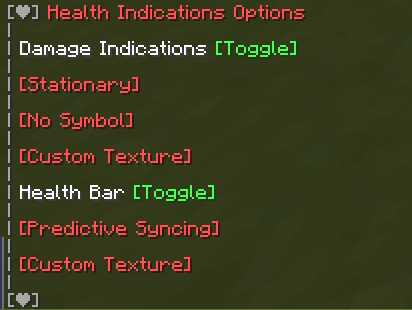 [♥] Health Indications Options
Damage Indications [Toggle]
[Stationary]
[No Symbol]
[Custom Texture]
Health Bar [Toggle]
[Predictive Syncing]
[Custom Texture]
[♥]